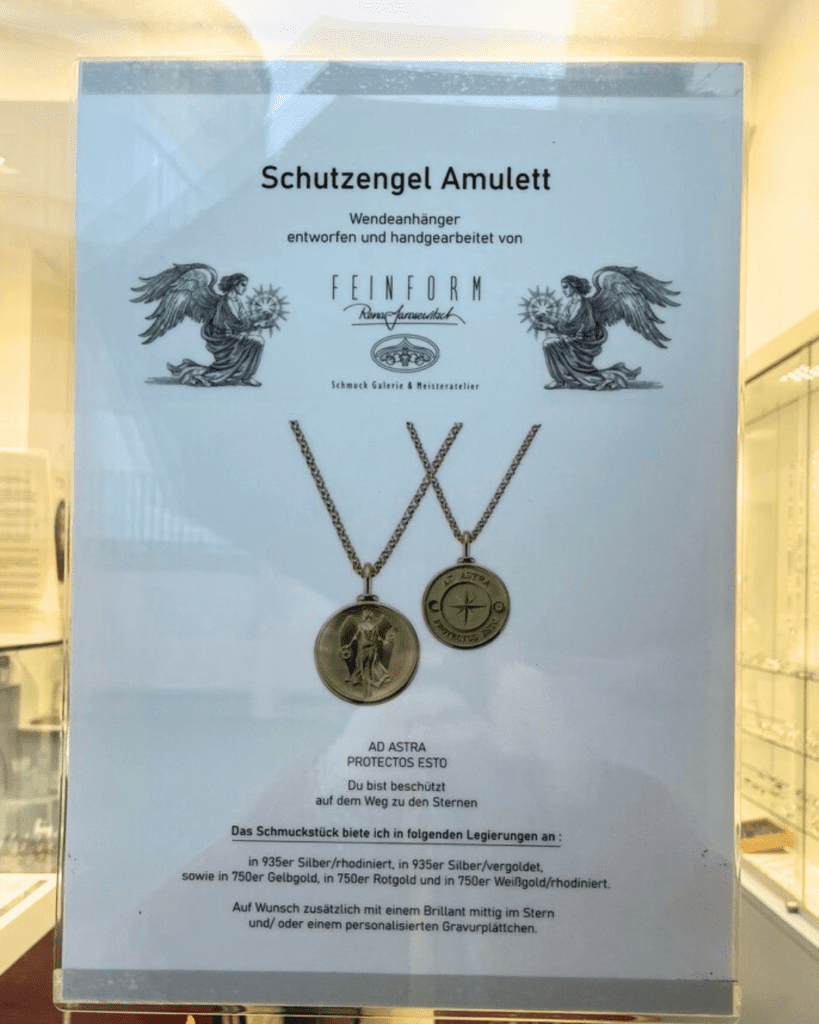 Schutzengel Amulett
Wendeanhänger
entworfen und handgearbeitet von
FEINFORM
Rena Jarosewitsch
Schmuck Galerie & Meisteratelier
AD ASTRA
PROTECTOS ESTO
AD ASTRA
PROTECTOS ESTO
Du bist beschützt
auf dem Weg zu den Sternen
Das Schmuckstück biete ich in folgenden Legierungen an :
in 935er Silber/rhodiniert, in 935er Silber/vergoldet,
sowie in 750er Gelbgold, in 750er Rotgold und in 750er Weißgold/rhodiniert.
Auf Wunsch zusätzlich mit einem Brillant mittig im Stern
und/ oder einem personalisierten Gravurplättchen.